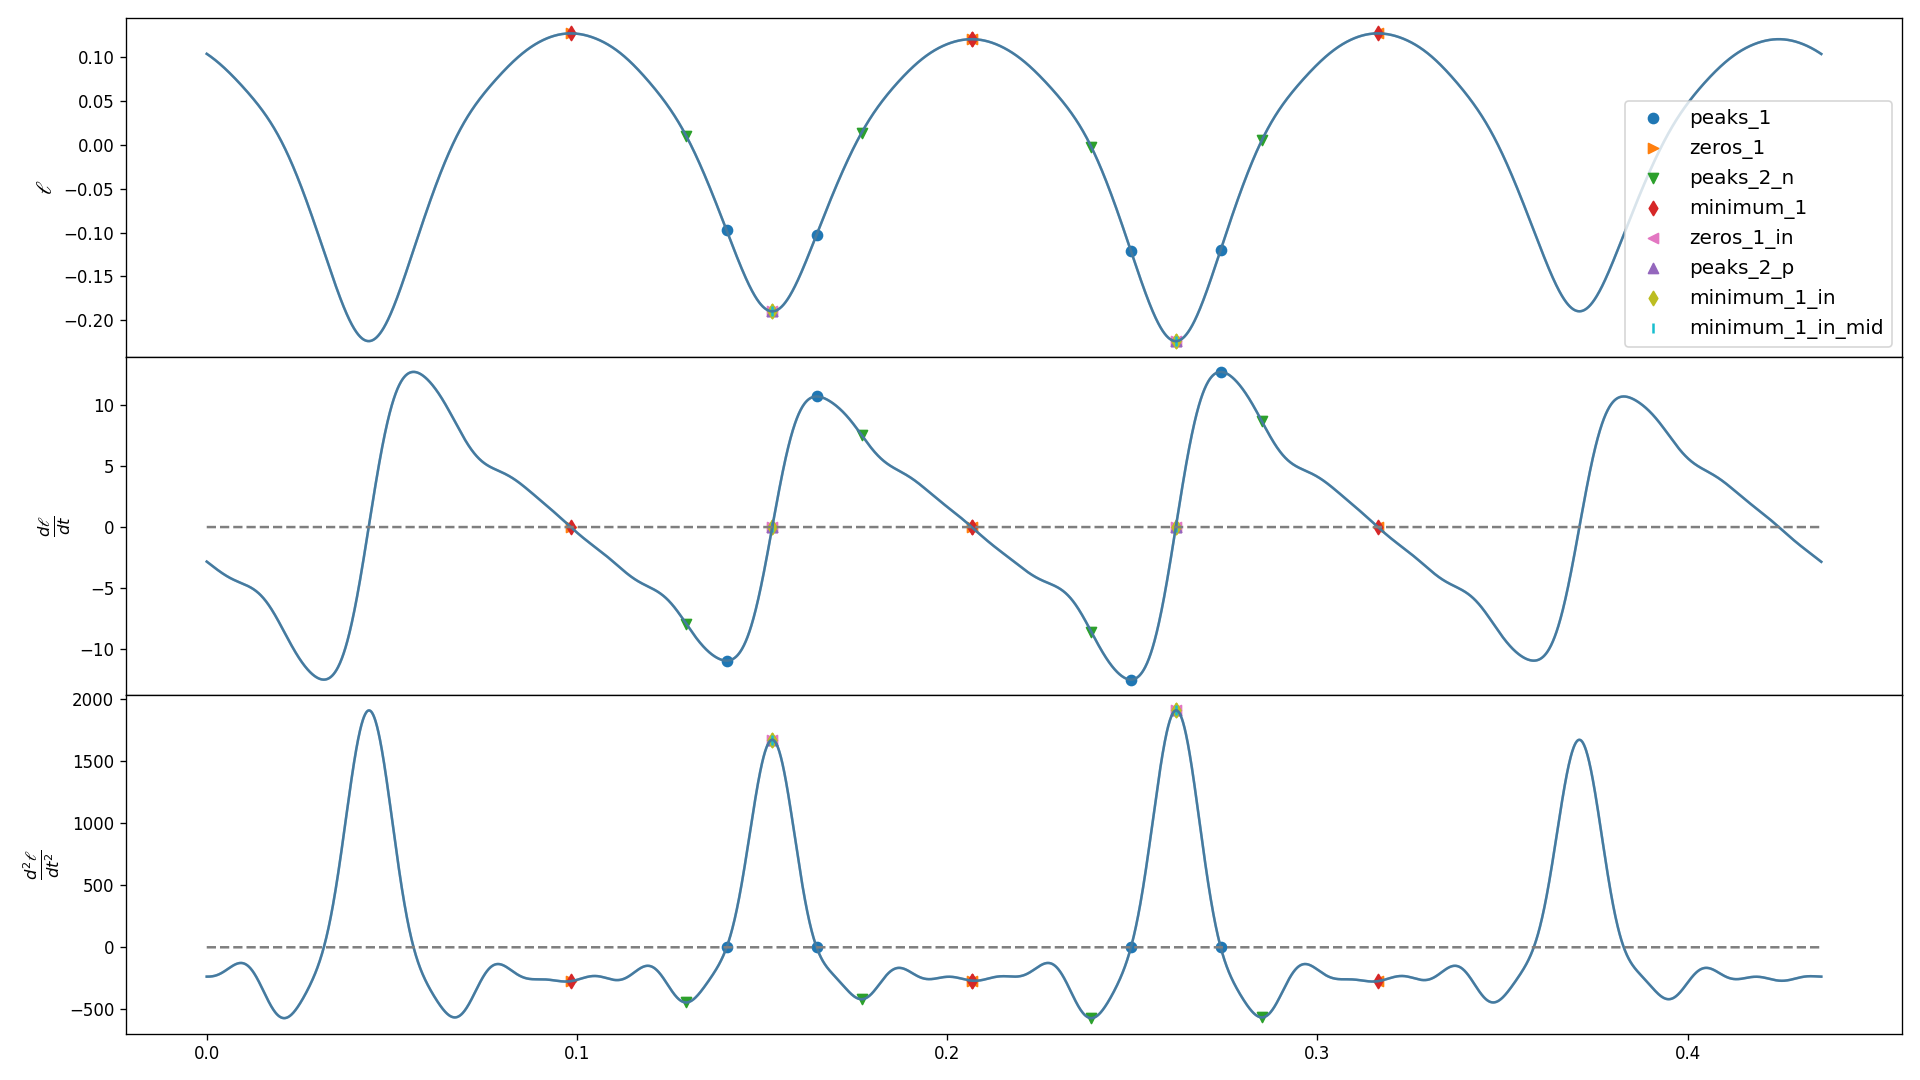 0.10
0.05
0.00
−0.05
−0.10
−0.15
−0.20
ℓ
peaks_1
zeros_1
peaks_2_n
minimum_1
zeros_1_in
peaks_2_p
minimum_1_in
minimum_1_in_mid
10
5
0
−5
−10
dℓ
dt
2000
1500
1000
500
0
−500
d²ℓ
dt²
0.0 0.1 0.2 0.3 0.4